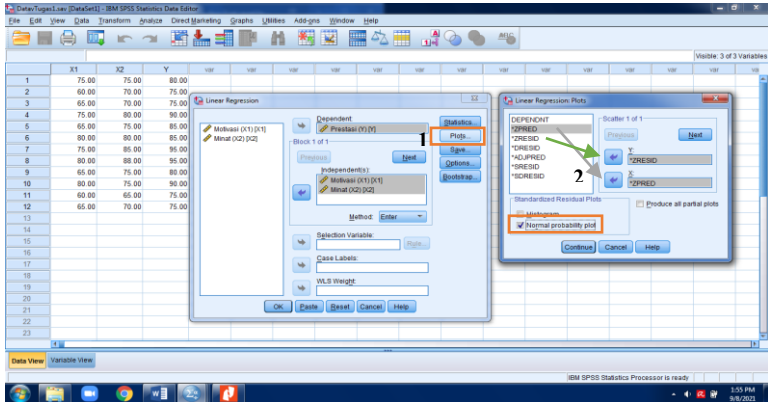 DatavTugas1.sav [DataSet1] - IBM SPSS Statistics Data Editor
File Edit View Data Transform Analyze Direct Marketing Graphs Utilities Add-ons Window Help
Visible: 3 of 3 Variables
X1 X2 Y var var var var var var var var var var var
1 75.00 75.00 80.00
2 60.00 70.00 75.00
3 65.00 70.00 75.00
4 75.00 80.00 90.00
5 65.00 75.00 80.00
6 80.00 80.00 85.00
7 75.00 85.00 95.00
8 80.00 88.00 95.00
9 65.00 75.00 80.00
10 80.00 75.00 90.00
11 60.00 65.00 75.00
12 65.00 70.00 75.00
13
14
15
16
17
18
19
20
21
22
23
Linear Regression
Motivasi (X1) [X1]
Minat (X2) [X2]
Dependent:
Prestasi (Y) [Y]
Block 1 of 1
Previous
Next
Independent(s):
Motivasi (X1) [X1]
Minat (X2) [X2]
Method: Enter
Selection Variable:
Rule...
Case Labels:
WLS Weight:
OK Paste Reset Cancel Help
Statistics...
1 Plots...
Save...
Options...
Bootstrap...
Linear Regression: Plots
DEPENDNT
*ZPRED
*ZRESID
*DRESID
*ADJPRED
*SRESID
*SDRESID
Scatter 1 of 1
Previous
Next
Y:
*ZRESID
2
X:
*ZPRED
Standardized Residual Plots
Histogram
Normal probability plot
Produce all partial plots
Continue Cancel Help
Data View Variable View
IBM SPSS Statistics Processor is ready
1:55 PM
9/8/2021